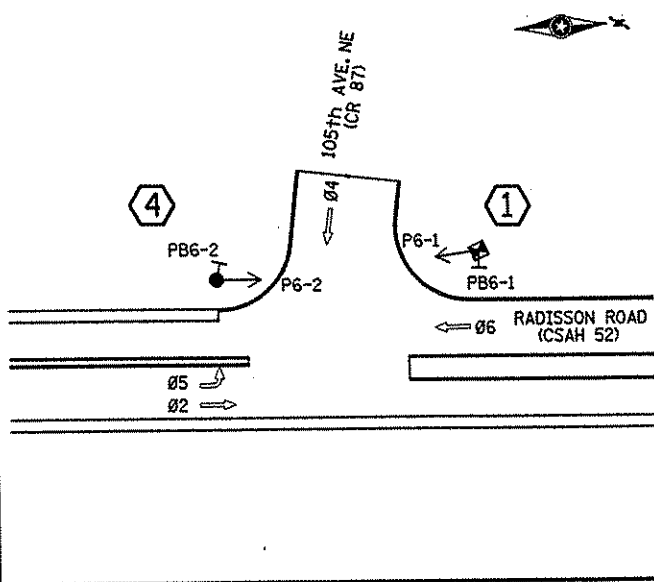 105th AVE. NE
(CR 87)
Ø4
4
1
PB6-2
P6-1
P6-2
PB6-1
Ø6
RADISSON ROAD
(CSAH 52)
Ø5
Ø2